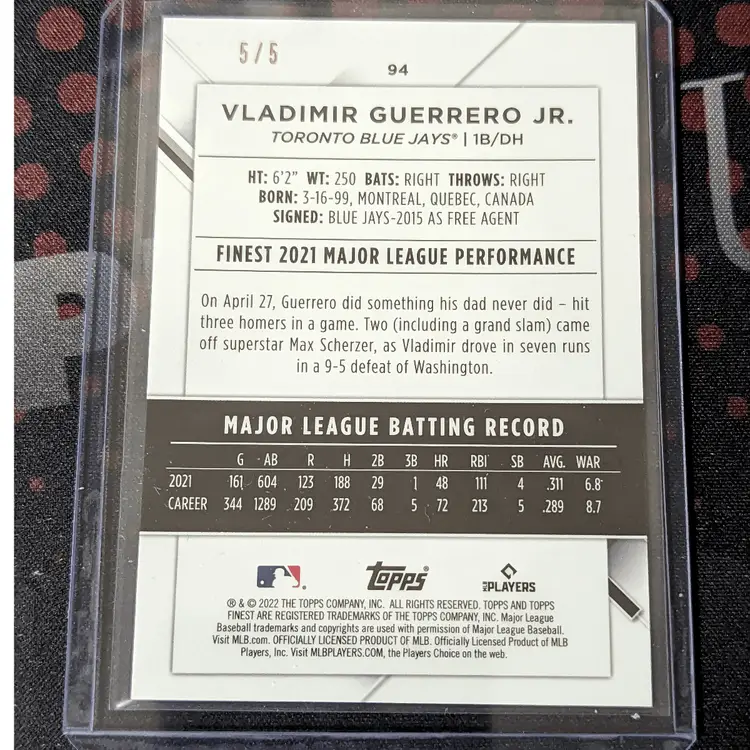 5/5
94
VLADIMIR GUERRERO JR.
TORONTO BLUE JAYS® | 1B/DH
HT: 6'2" WT: 250 BATS: RIGHT THROWS: RIGHT
BORN: 3-16-99, MONTREAL, QUEBEC, CANADA
SIGNED: BLUE JAYS-2015 AS FREE AGENT
FINEST 2021 MAJOR LEAGUE PERFORMANCE
On April 27, Guerrero did something his dad never did – hit
three homers in a game. Two (including a grand slam) came
off superstar Max Scherzer, as Vladimir drove in seven runs
in a 9-5 defeat of Washington.
MAJOR LEAGUE BATTING RECORD
G AB R H 2B 3B HR RBI SB AVG. WAR
2021 161 604 123 188 29 1 48 111 4 .311 6.8
CAREER 344 1289 209 372 68 5 72 213 5 .289 8.7
Topps®
MLB PLAYERS
® & © 2022 THE TOPPS COMPANY, INC. ALL RIGHTS RESERVED. TOPPS AND TOPPS
FINEST ARE REGISTERED TRADEMARKS OF THE TOPPS COMPANY, INC. Major League
Baseball trademarks and copyrights are used with permission of Major League Baseball.
Visit MLB.com. OFFICIALLY LICENSED PRODUCT OF MLB. Officially Licensed Product of MLB
Players, Inc. Visit MLBPLAYERS.COM, the Players Choice on the web.